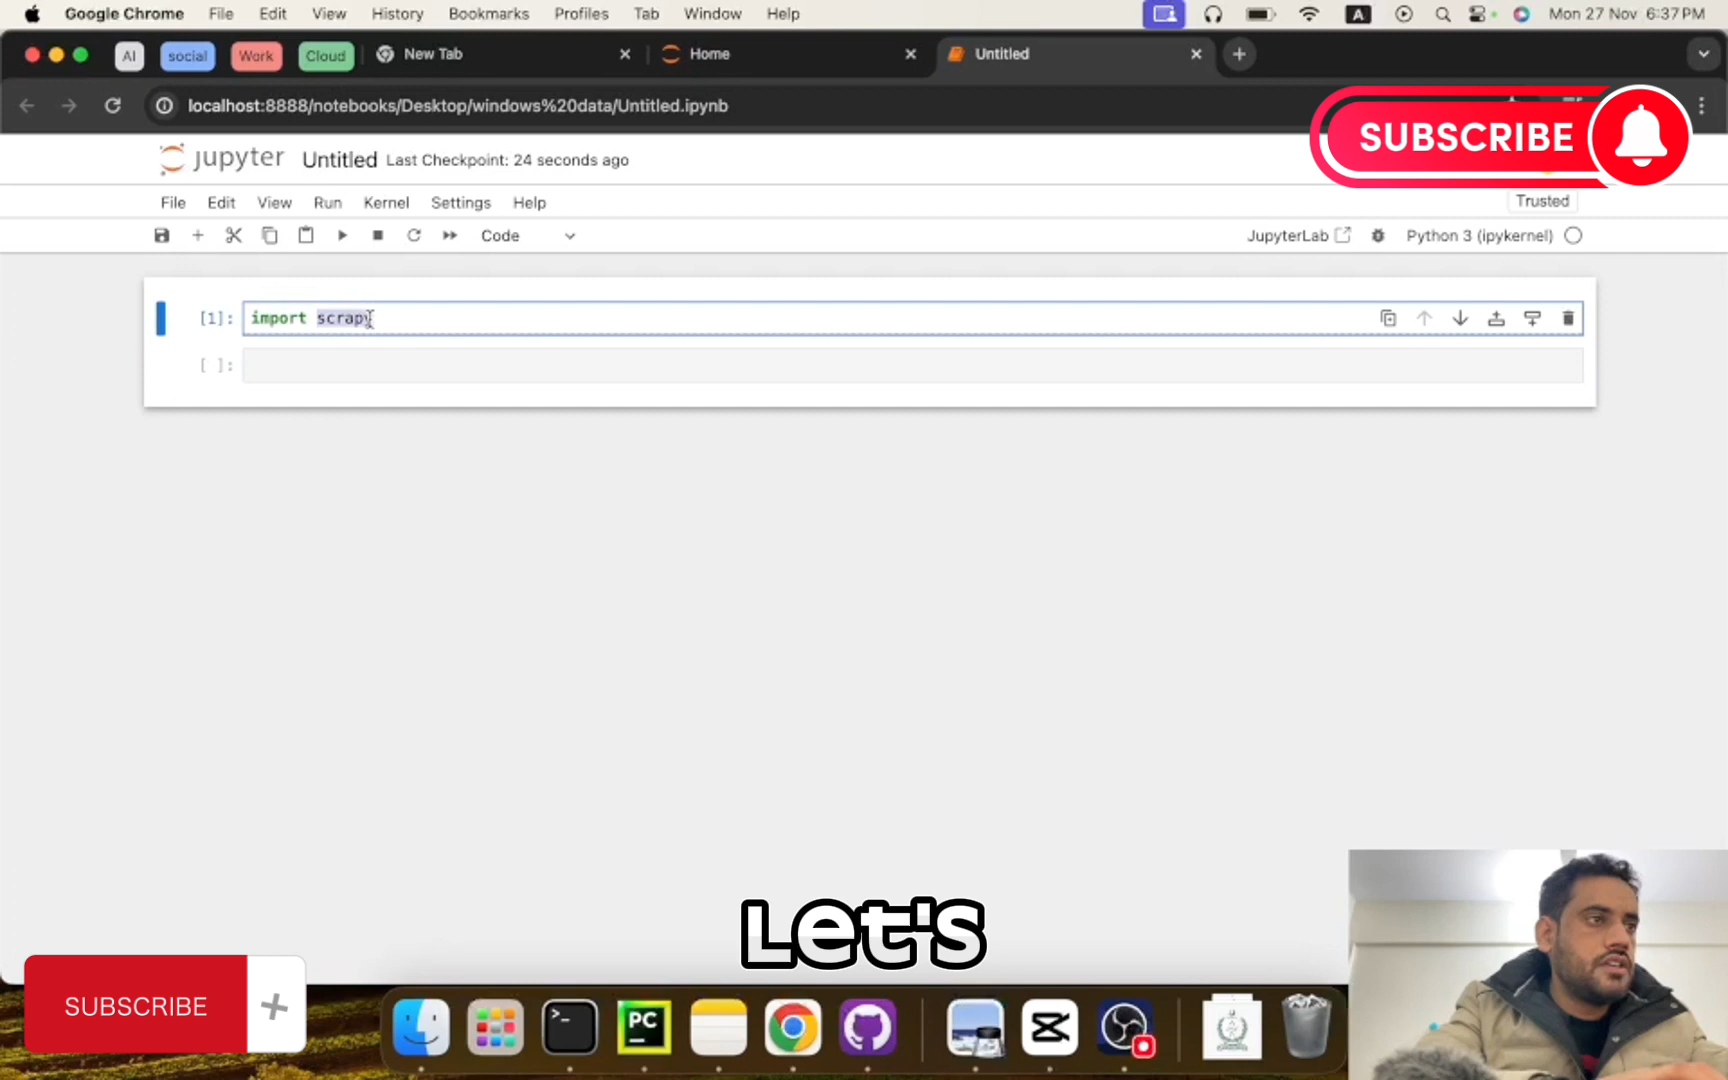 Google Chrome File Edit View History Bookmarks Profiles Tab Window Help A Mon 27 Nov 6:37 PM
AI social Work Cloud New Tab Home Untitled
localhost:8888/notebooks/Desktop/windows%20data/Untitled.ipynb
SUBSCRIBE
jupyter Untitled Last Checkpoint: 24 seconds ago
File Edit View Run Kernel Settings Help Trusted
Code JupyterLab Python 3 (ipykernel)
[1]: import scrapy
[ ]:
Let's
SUBSCRIBE +
>_ PC